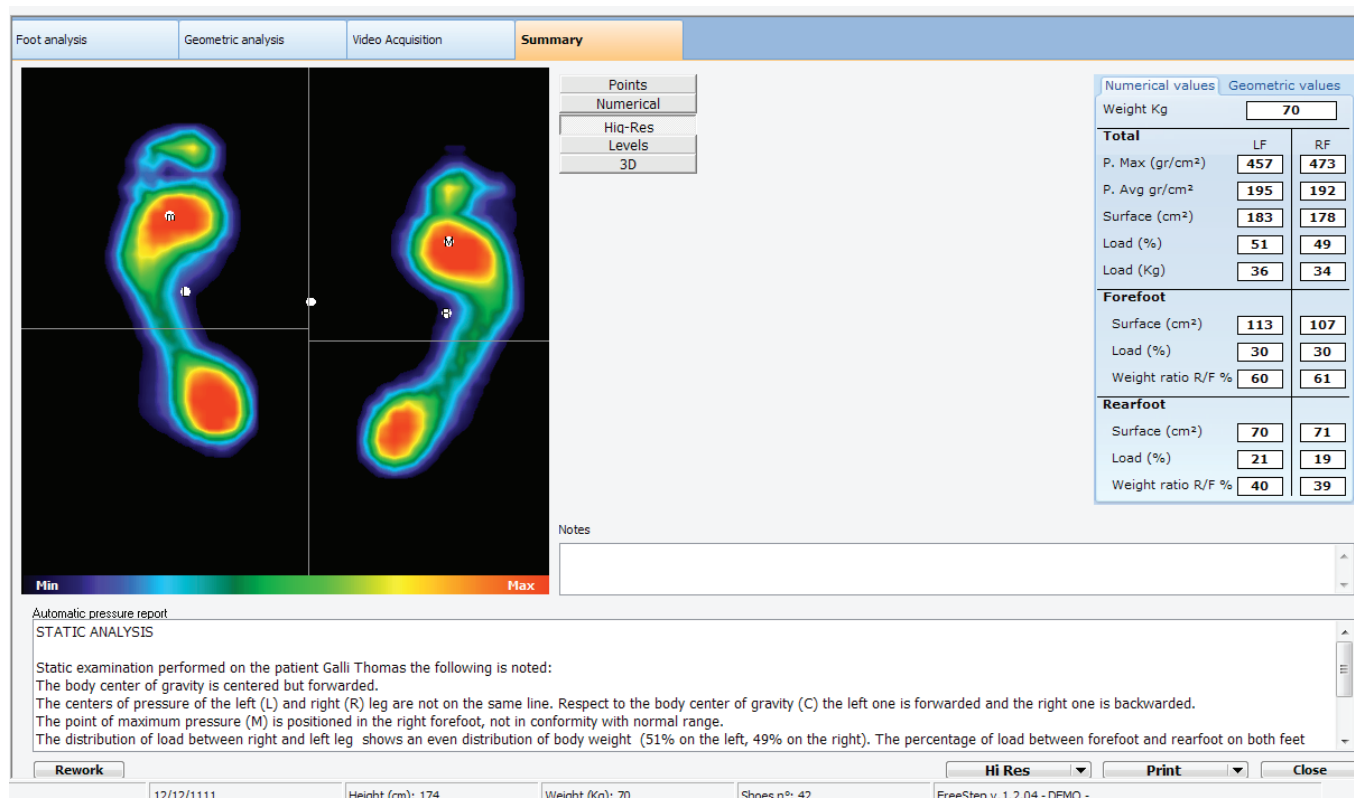 Foot analysis
Geometric analysis
Video Acquisition
Summary
Points
Numerical
Hig-Res
Levels
3D
Numerical values Geometric values
Weight Kg 70
Total LF RF
P. Max (gr/cm²) 457 473
P. Avg gr/cm² 195 192
Surface (cm²) 183 178
Load (%) 51 49
Load (Kg) 36 34
Forefoot
Surface (cm²) 113 107
Load (%) 30 30
Weight ratio R/F % 60 61
Rearfoot
Surface (cm²) 70 71
Load (%) 21 19
Weight ratio R/F % 40 39
m
M
L
Min Max
Notes
Automatic pressure report
STATIC ANALYSIS
Static examination performed on the patient Galli Thomas the following is noted:
The body center of gravity is centered but forwarded.
The centers of pressure of the left (L) and right (R) leg are not on the same line. Respect to the body center of gravity (C) the left one is forwarded and the right one is backwarded.
The point of maximum pressure (M) is positioned in the right forefoot, not in conformity with normal range.
The distribution of load between right and left leg shows an even distribution of body weight (51% on the left, 49% on the right). The percentage of load between forefoot and rearfoot on both feet
Rework
Hi Res
Print
Close
12/12/1111
Height (cm): 174
Weight (Kg): 70
Shoes n°: 42
FreeStep v. 1.2.04 - DEMO -